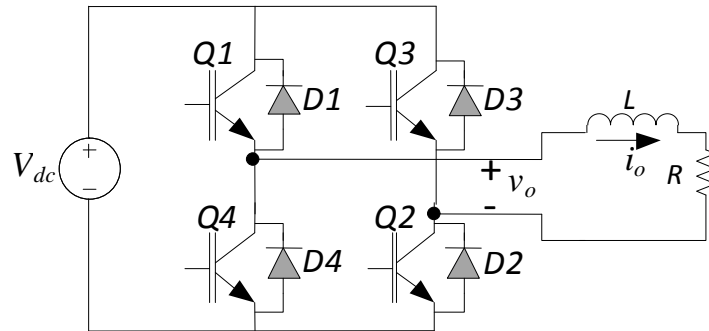 Q1
D1
Q3
D3
L
V_dc
+
−
+
v_o
-
i_o
R
Q4
D4
Q2
D2